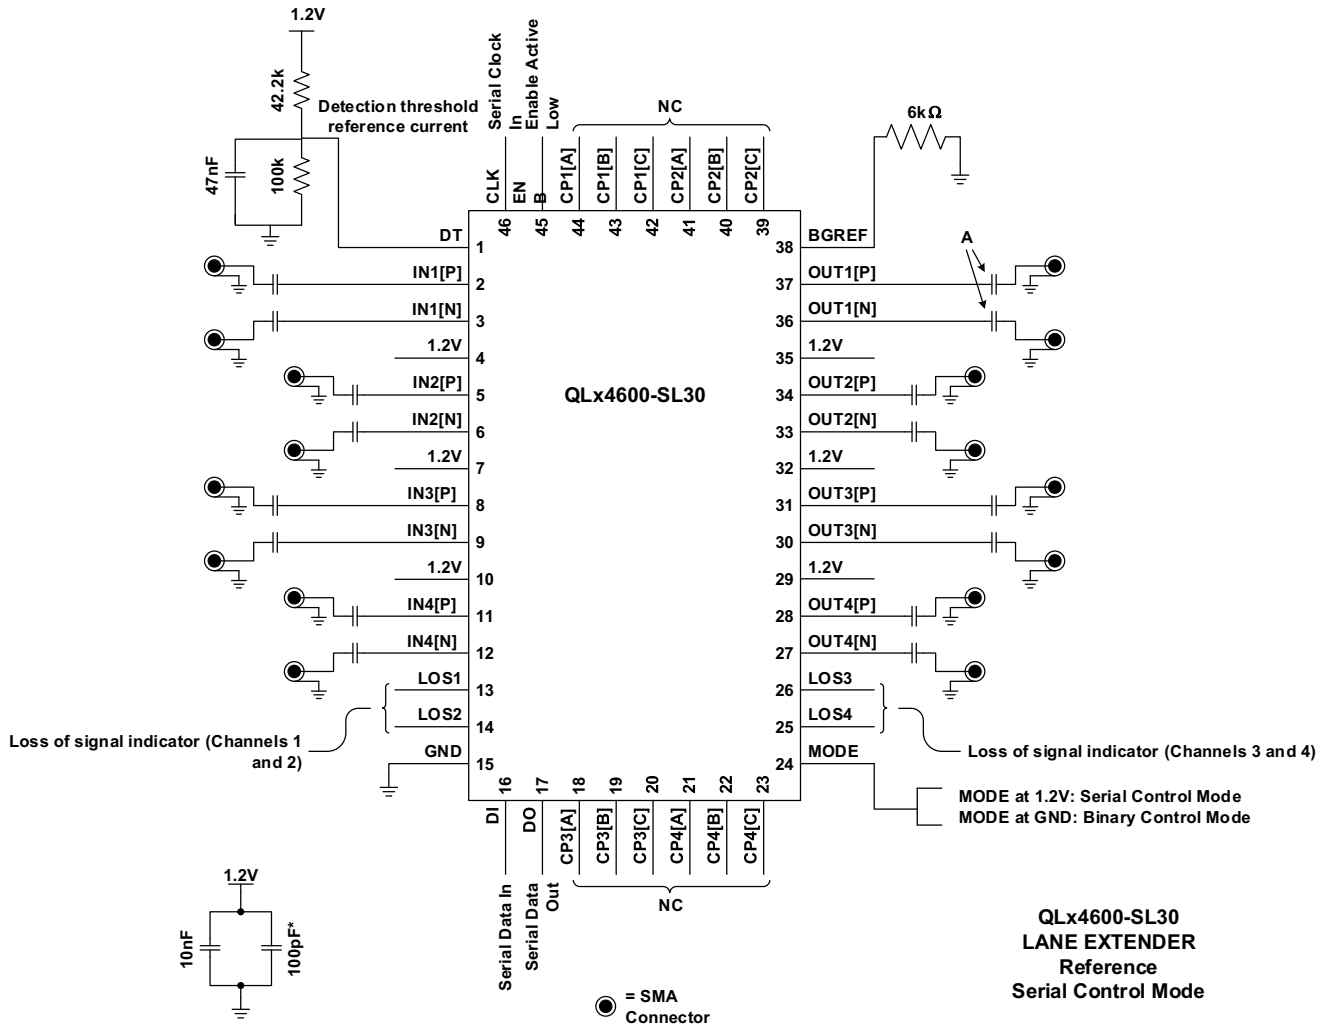 1.2V
42.2k
Detection threshold
reference current
47nF
100k
Serial Clock
In
Enable Active
Low
CLK
EN
B
NC
CP1[A]
CP1[B]
CP1[C]
CP2[A]
CP2[B]
CP2[C]
46
45
44
43
42
41
40
39
6kΩ
A
QLx4600-SL30
DT 1
IN1[P] 2
IN1[N] 3
1.2V 4
IN2[P] 5
IN2[N] 6
1.2V 7
IN3[P] 8
IN3[N] 9
1.2V 10
IN4[P] 11
IN4[N] 12
LOS1 13
LOS2 14
GND 15
38 BGREF
37 OUT1[P]
36 OUT1[N]
35 1.2V
34 OUT2[P]
33 OUT2[N]
32 1.2V
31 OUT3[P]
30 OUT3[N]
29 1.2V
28 OUT4[P]
27 OUT4[N]
26 LOS3
25 LOS4
24 MODE
Loss of signal indicator (Channels 1
and 2)
Loss of signal indicator (Channels 3 and 4)
MODE at 1.2V: Serial Control Mode
MODE at GND: Binary Control Mode
16
17
18
19
20
21
22
23
DI
DO
CP3[A]
CP3[B]
CP3[C]
CP4[A]
CP4[B]
CP4[C]
Serial Data In
Serial Data
Out
NC
1.2V
10nF
100pF*
= SMA
Connector
QLx4600-SL30
LANE EXTENDER
Reference
Serial Control Mode